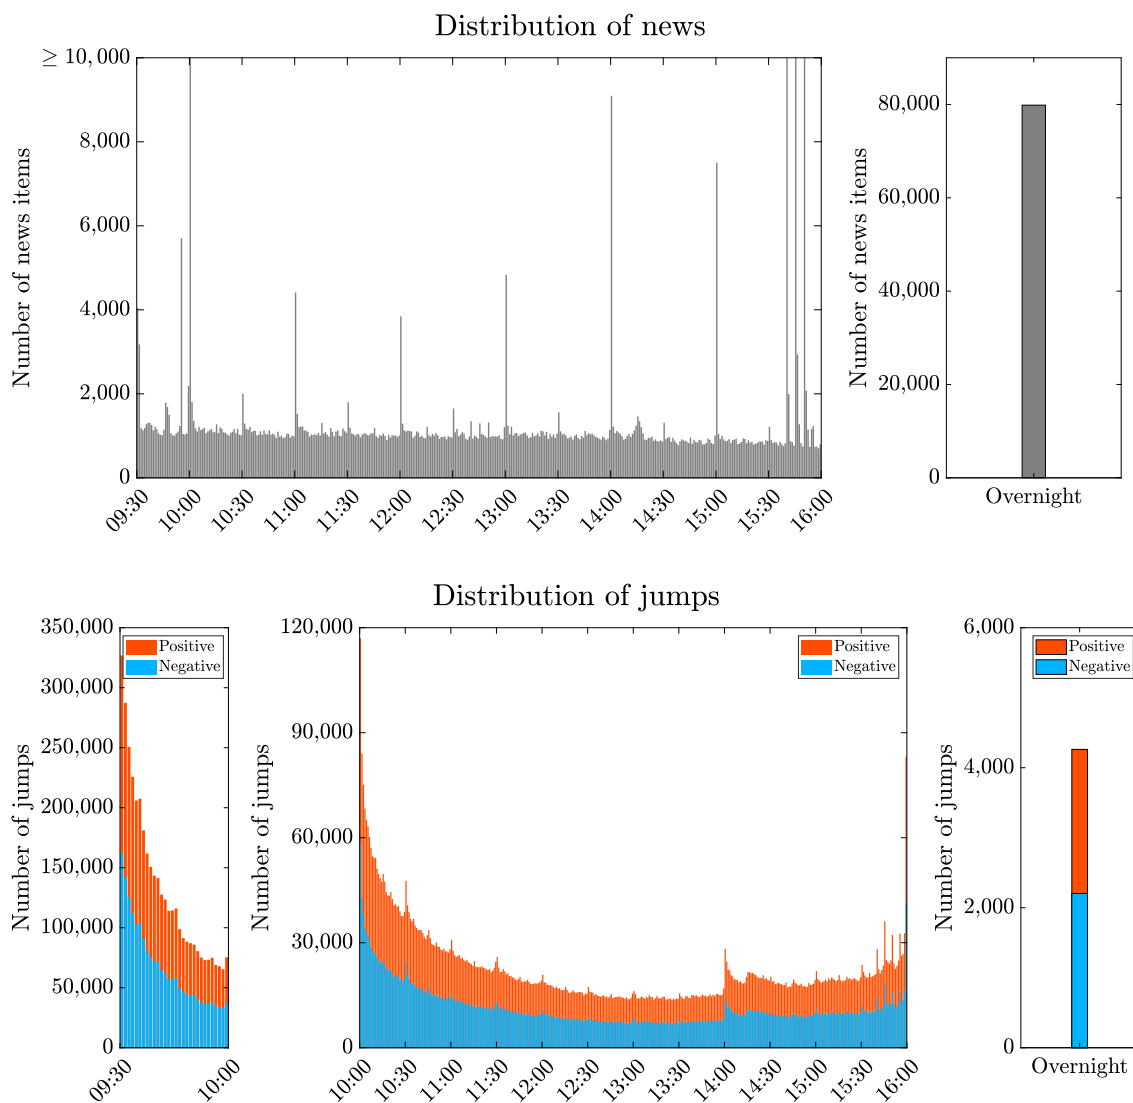 Distribution of news
Number of news items
≥ 10,000
8,000
6,000
4,000
2,000
0
09:30 10:00 10:30 11:00 11:30 12:00 12:30 13:00 13:30 14:00 14:30 15:00 15:30 16:00
Number of news items
80,000
60,000
40,000
20,000
0
Overnight
Distribution of jumps
Number of jumps
350,000
300,000
250,000
200,000
150,000
100,000
50,000
0
Positive
Negative
09:30 10:00
Number of jumps
120,000
90,000
60,000
30,000
0
Positive
Negative
10:00 10:30 11:00 11:30 12:00 12:30 13:00 13:30 14:00 14:30 15:00 15:30 16:00
Number of jumps
6,000
4,000
2,000
0
Positive
Negative
Overnight